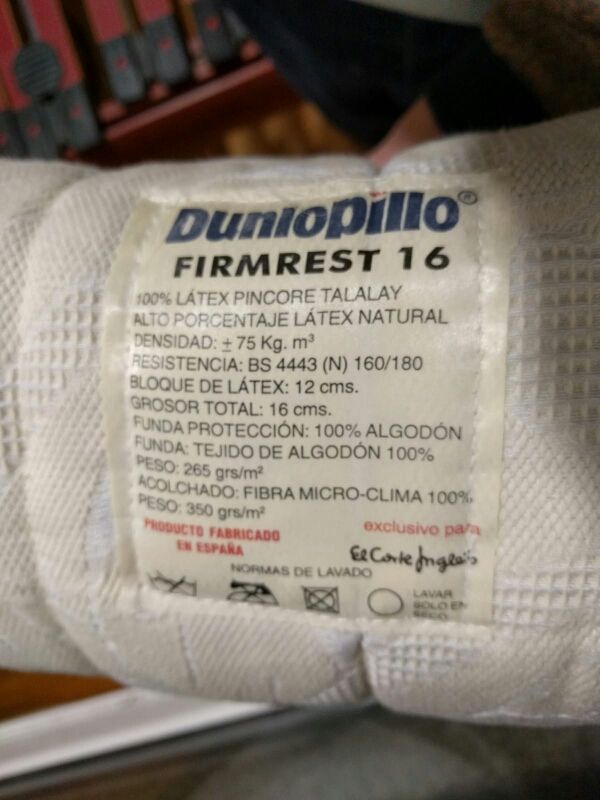 Dunlopillo®
FIRMREST 16
100% LÁTEX PINCORE TALALAY
ALTO PORCENTAJE LÁTEX NATURAL
DENSIDAD: ± 75 Kg. m³
RESISTENCIA: BS 4443 (N) 160/180
BLOQUE DE LÁTEX: 12 cms.
GROSOR TOTAL: 16 cms.
FUNDA PROTECCIÓN: 100% ALGODÓN
FUNDA: TEJIDO DE ALGODÓN 100%
PESO: 265 grs/m²
ACOLCHADO: FIBRA MICRO-CLIMA 100%
PESO: 350 grs/m²
PRODUCTO FABRICADO
EN ESPAÑA
exclusivo para
El Corte Inglés
NORMAS DE LAVADO
LAVAR
SOLO EN
SECO